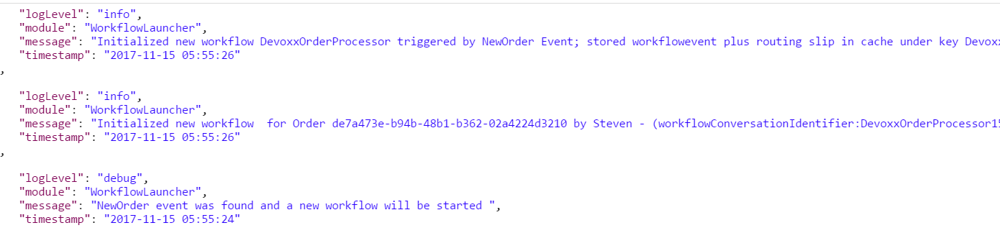 "logLevel": "info",
"module": "WorkflowLauncher",
"message": "Initialized new workflow DevoxxOrderProcessor triggered by NewOrder Event; stored workflowevent plus routing slip in cache under key Devox
"timestamp": "2017-11-15 05:55:26"
,
"logLevel": "info",
"module": "WorkflowLauncher",
"message": "Initialized new workflow  for Order de7a473e-b94b-48b1-b362-02a4224d3210 by Steven - (workflowConversationIdentifier:DevoxxOrderProcessor15
"timestamp": "2017-11-15 05:55:26"
,
"logLevel": "debug",
"module": "WorkflowLauncher",
"message": "NewOrder event was found and a new workflow will be started ",
"timestamp": "2017-11-15 05:55:24"